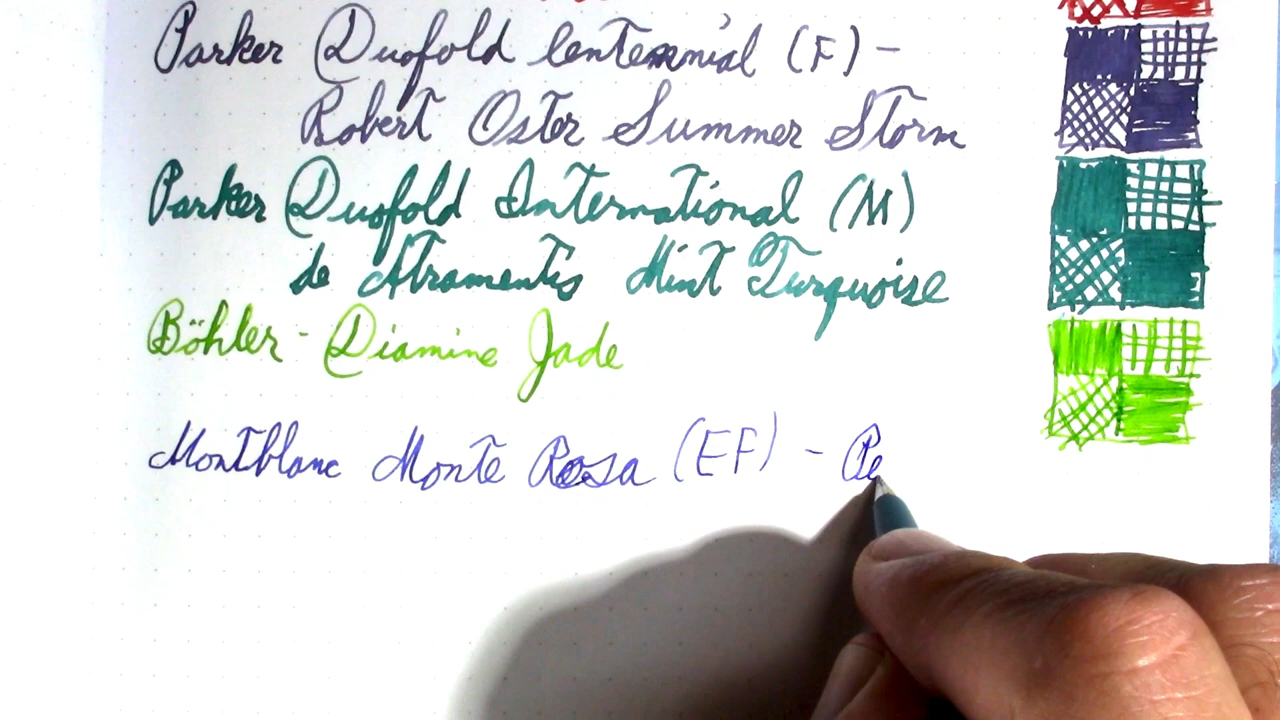 Parker Duofold Centennial (F) -
Robert Oster Summer Storm
Parker Duofold International (M)
de Atramentis Mint Turquoise
Böhler - Diamine Jade
Montblanc Monte Rosa (EF) - Pe